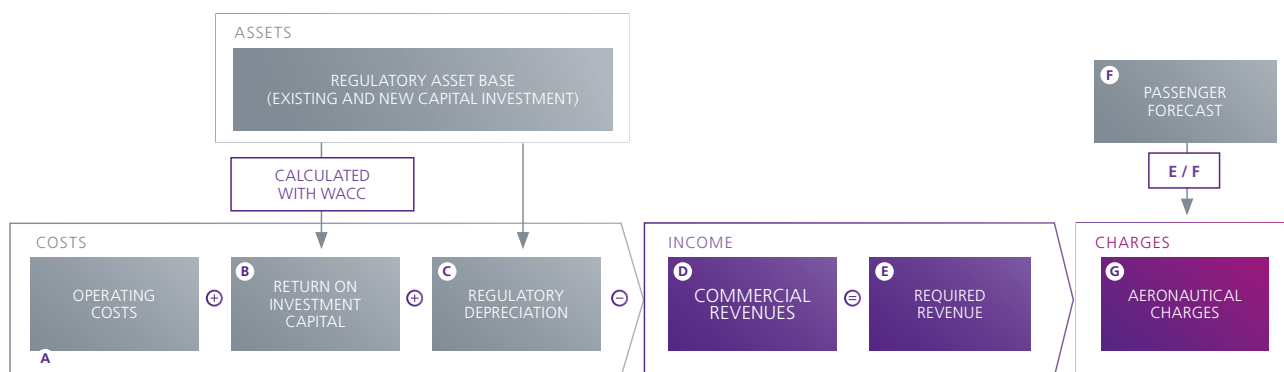 ASSETS
REGULATORY ASSET BASE
(EXISTING AND NEW CAPITAL INVESTMENT)
CALCULATED
WITH WACC
F
PASSENGER
FORECAST
E / F
COSTS
A
OPERATING
COSTS
+
B
RETURN ON
INVESTMENT
CAPITAL
+
C
REGULATORY
DEPRECIATION
−
INCOME
D
COMMERCIAL
REVENUES
=
E
REQUIRED
REVENUE
CHARGES
G
AERONAUTICAL
CHARGES